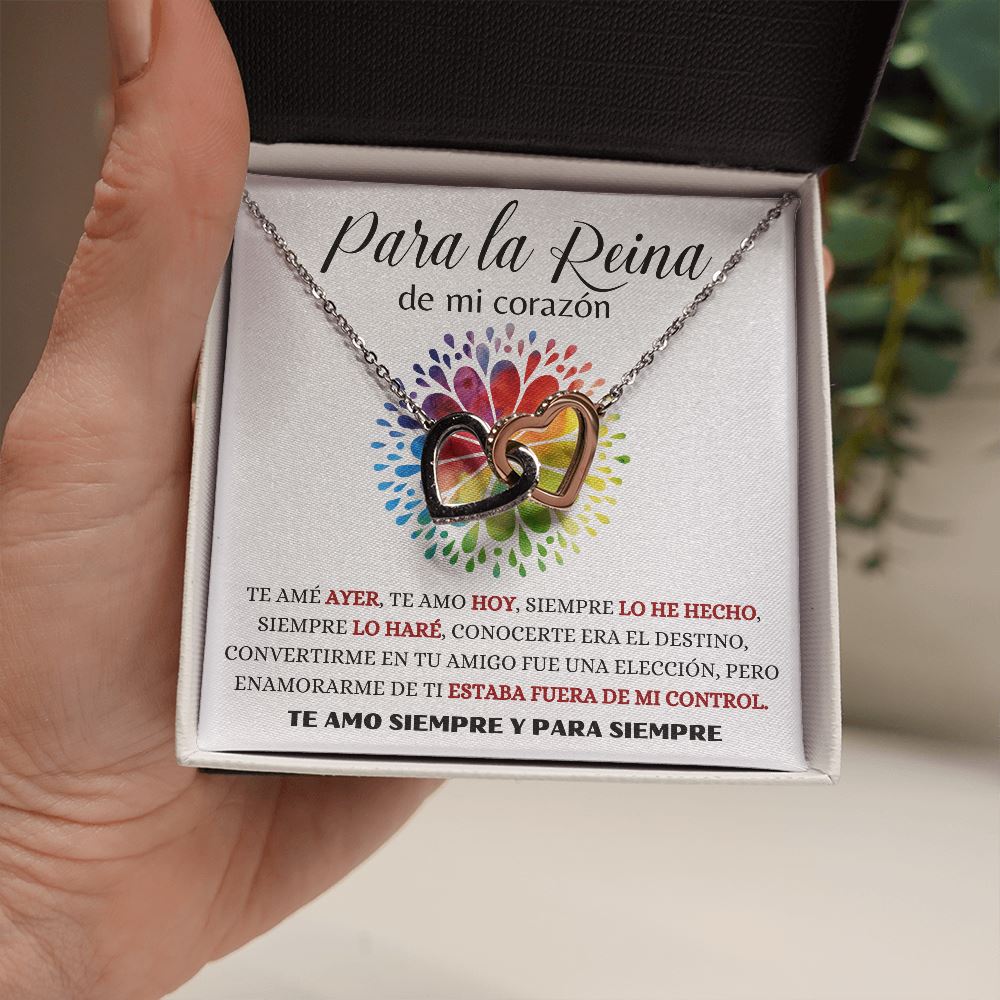 Para la Reina
de mi corazón
TE AMÉ AYER, TE AMO HOY, SIEMPRE LO HE HECHO,
SIEMPRE LO HARÉ, CONOCERTE ERA EL DESTINO,
CONVERTIRME EN TU AMIGO FUE UNA ELECCIÓN, PERO
ENAMORARME DE TI ESTABA FUERA DE MI CONTROL.
TE AMO SIEMPRE Y PARA SIEMPRE